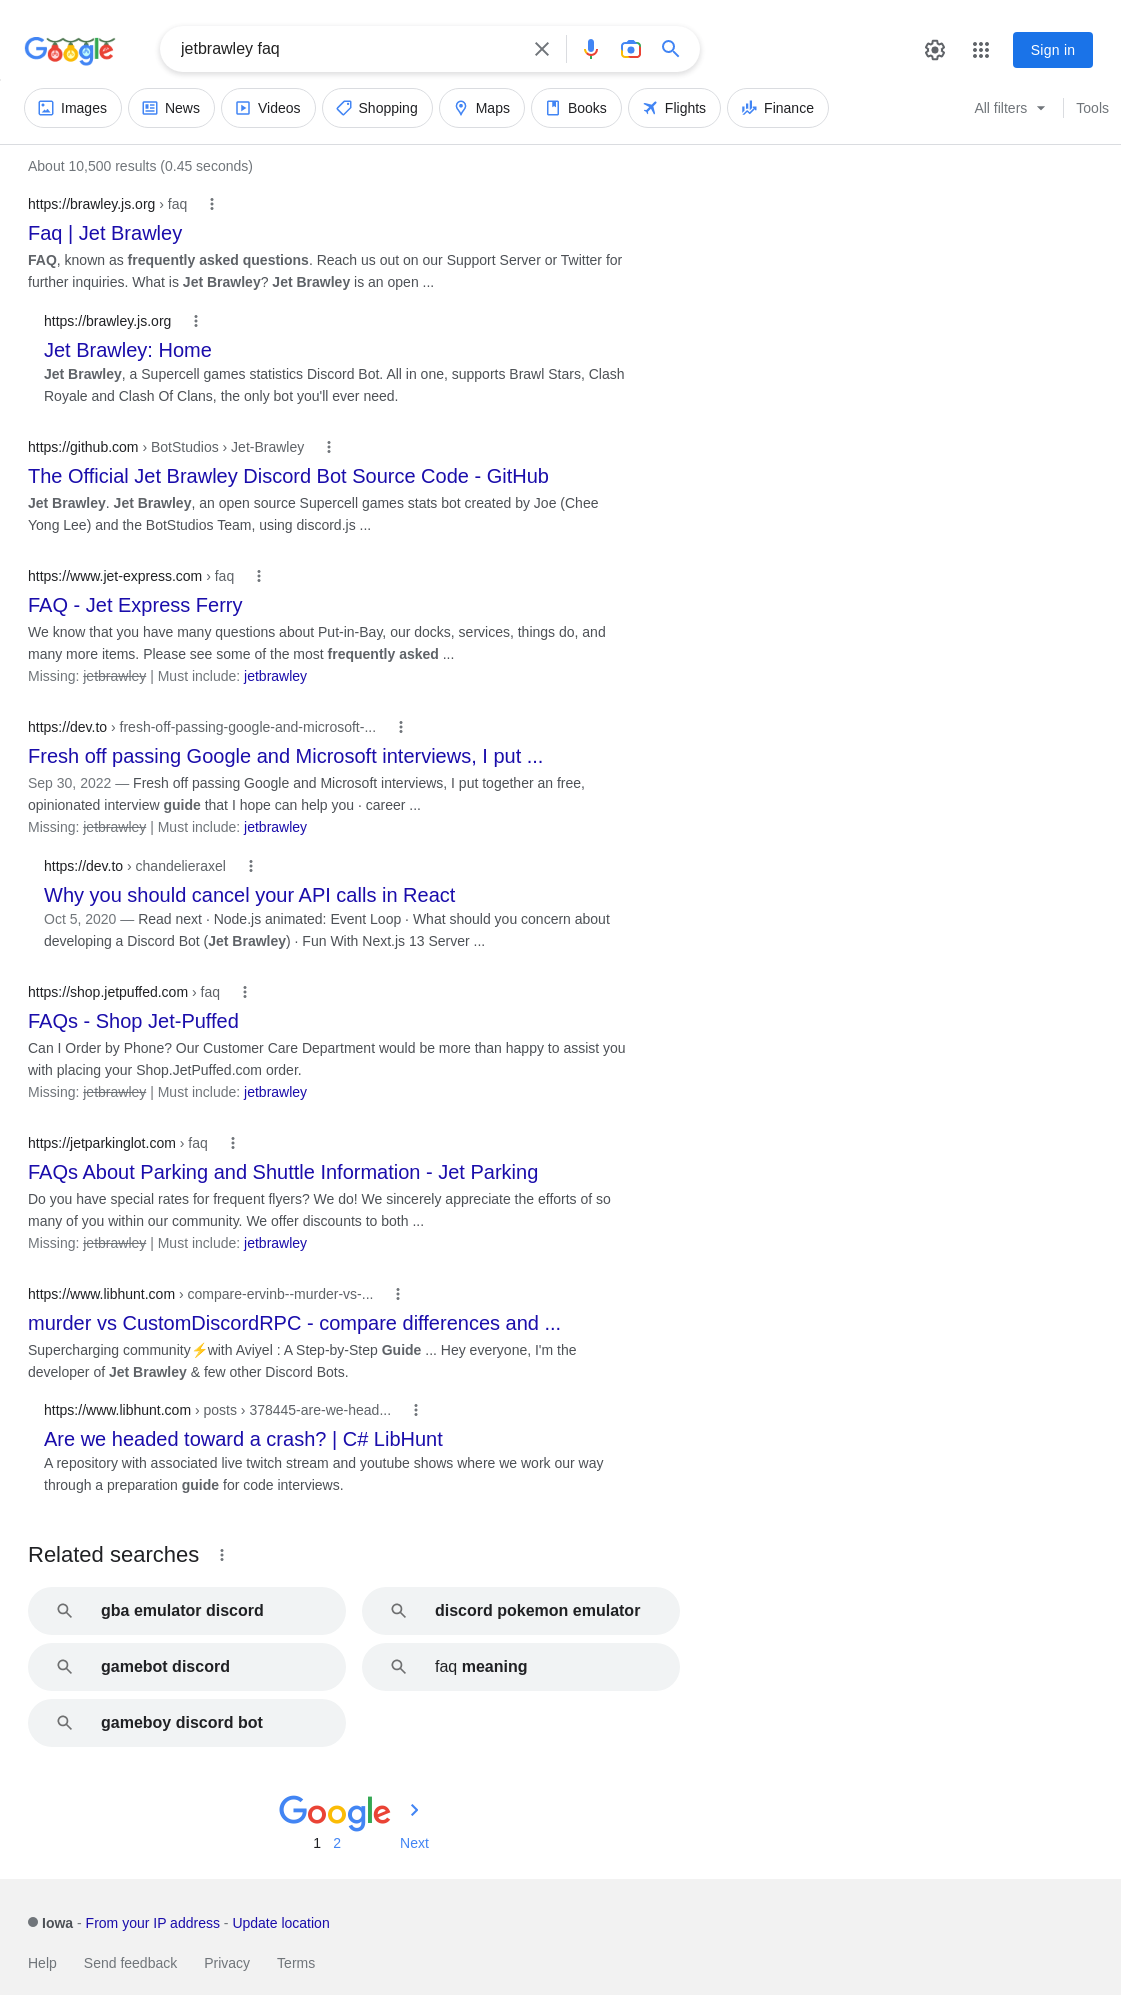 Google
jetbrawley faq
Sign in
Images
News
Videos
Shopping
Maps
Books
Flights
Finance
All filters
Tools
About 10,500 results (0.45 seconds)
https://brawley.js.org › faq
Faq | Jet Brawley
FAQ, known as frequently asked questions. Reach us out on our Support Server or Twitter for
further inquiries. What is Jet Brawley? Jet Brawley is an open ...
https://brawley.js.org
Jet Brawley: Home
Jet Brawley, a Supercell games statistics Discord Bot. All in one, supports Brawl Stars, Clash
Royale and Clash Of Clans, the only bot you'll ever need.
https://github.com › BotStudios › Jet-Brawley
The Official Jet Brawley Discord Bot Source Code - GitHub
Jet Brawley. Jet Brawley, an open source Supercell games stats bot created by Joe (Chee
Yong Lee) and the BotStudios Team, using discord.js ...
https://www.jet-express.com › faq
FAQ - Jet Express Ferry
We know that you have many questions about Put-in-Bay, our docks, services, things do, and
many more items. Please see some of the most frequently asked ...
Missing: jetbrawley | Must include: jetbrawley
https://dev.to › fresh-off-passing-google-and-microsoft-...
Fresh off passing Google and Microsoft interviews, I put ...
Sep 30, 2022 — Fresh off passing Google and Microsoft interviews, I put together an free,
opinionated interview guide that I hope can help you · career ...
Missing: jetbrawley | Must include: jetbrawley
https://dev.to › chandelieraxel
Why you should cancel your API calls in React
Oct 5, 2020 — Read next · Node.js animated: Event Loop · What should you concern about
developing a Discord Bot (Jet Brawley) · Fun With Next.js 13 Server ...
https://shop.jetpuffed.com › faq
FAQs - Shop Jet-Puffed
Can I Order by Phone? Our Customer Care Department would be more than happy to assist you
with placing your Shop.JetPuffed.com order.
Missing: jetbrawley | Must include: jetbrawley
https://jetparkinglot.com › faq
FAQs About Parking and Shuttle Information - Jet Parking
Do you have special rates for frequent flyers? We do! We sincerely appreciate the efforts of so
many of you within our community. We offer discounts to both ...
Missing: jetbrawley | Must include: jetbrawley
https://www.libhunt.com › compare-ervinb--murder-vs-...
murder vs CustomDiscordRPC - compare differences and ...
Supercharging community⚡with Aviyel : A Step-by-Step Guide ... Hey everyone, I'm the
developer of Jet Brawley & few other Discord Bots.
https://www.libhunt.com › posts › 378445-are-we-head...
Are we headed toward a crash? | C# LibHunt
A repository with associated live twitch stream and youtube shows where we work our way
through a preparation guide for code interviews.
Related searches
gba emulator discord
discord pokemon emulator
gamebot discord
faq meaning
gameboy discord bot
Google
1 2 Next
Iowa - From your IP address - Update location
Help Send feedback Privacy Terms